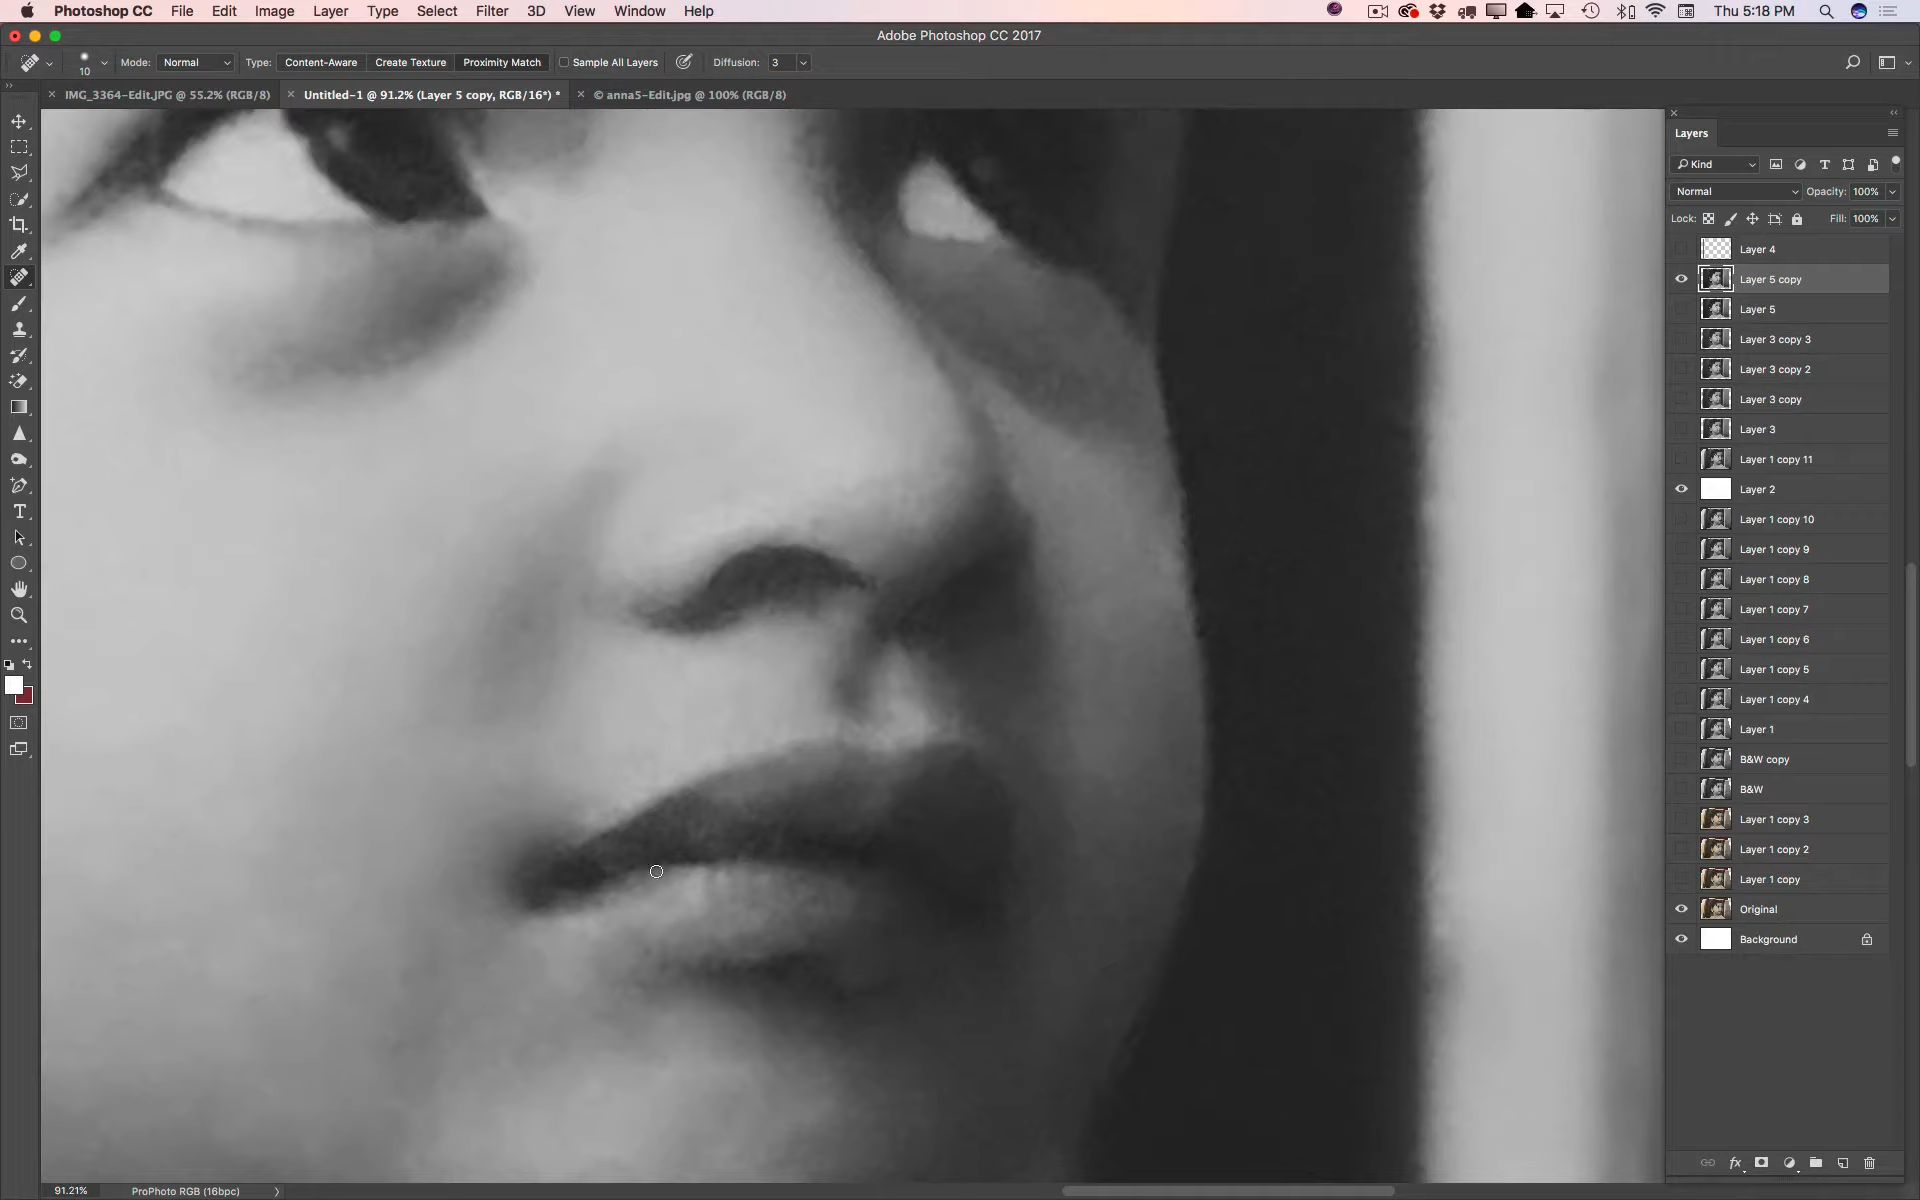 Photoshop CC File Edit Image Layer Type Select Filter 3D View Window Help Thu 5:18 PM
Adobe Photoshop CC 2017
10 Mode: Normal Type: Content-Aware Create Texture Proximity Match Sample All Layers Diffusion: 3
IMG_3364-Edit.JPG @ 55.2% (RGB/8) Untitled-1 @ 91.2% (Layer 5 copy, RGB/16*) * © anna5-Edit.jpg @ 100% (RGB/8)
Layers
Kind
Normal Opacity: 100%
Lock: Fill: 100%
Layer 4
Layer 5 copy
Layer 5
Layer 3 copy 3
Layer 3 copy 2
Layer 3 copy
Layer 3
Layer 1 copy 11
Layer 2
Layer 1 copy 10
Layer 1 copy 9
Layer 1 copy 8
Layer 1 copy 7
Layer 1 copy 6
Layer 1 copy 5
Layer 1 copy 4
Layer 1
B&W copy
B&W
Layer 1 copy 3
Layer 1 copy 2
Layer 1 copy
Original
Background
fx
91.21% ProPhoto RGB (16bpc)